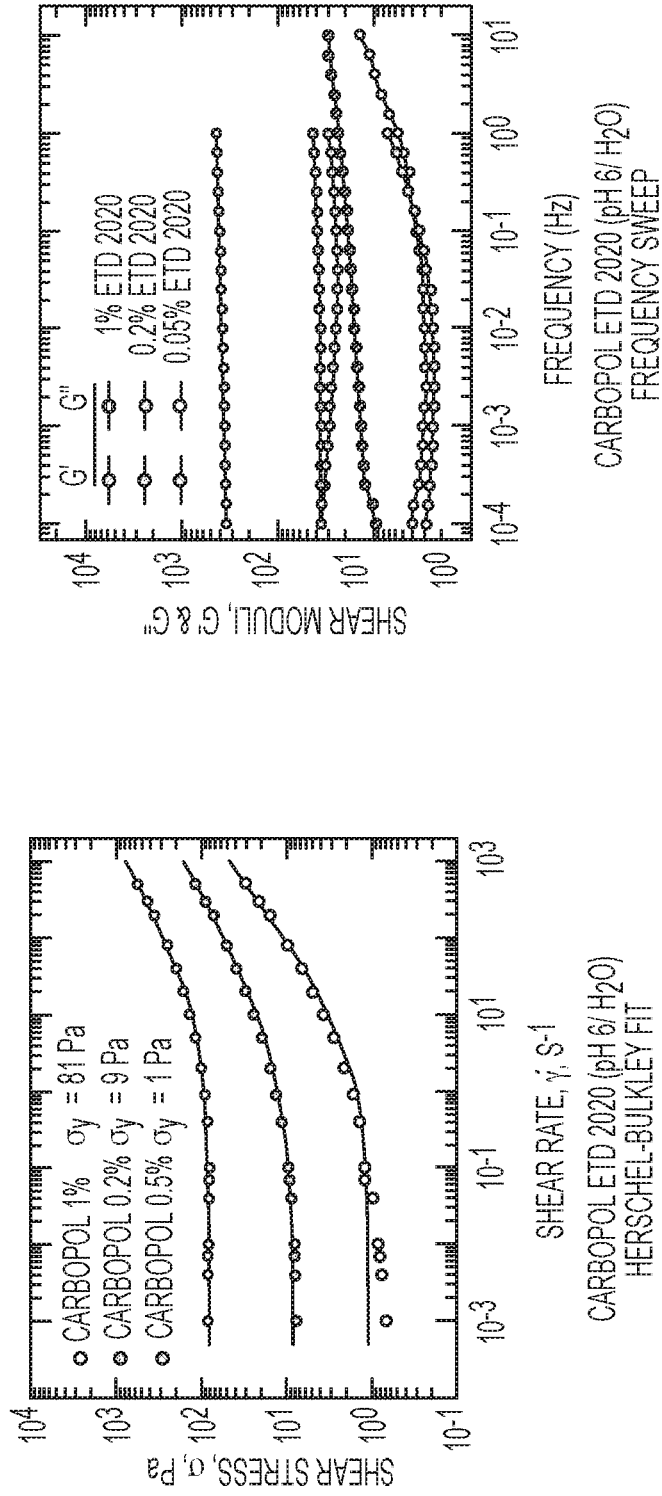 10⁴
10³
10²
10¹
10⁰
10⁻¹
SHEAR STRESS, σ, Pa
CARBOPOL 1% σy = 81 Pa
CARBOPOL 0.2% σy = 9 Pa
CARBOPOL 0.5% σy = 1 Pa
10⁻³ 10⁻¹ 10¹ 10³
SHEAR RATE, γ̇, S⁻¹
CARBOPOL ETD 2020 (pH 6/ H₂O)
HERSCHEL-BULKLEY FIT
10⁴
10³
10²
10¹
10⁰
SHEAR MODULI, G' & G"
G' G"
1% ETD 2020
0.2% ETD 2020
0.05% ETD 2020
10⁻⁴ 10⁻³ 10⁻² 10⁻¹ 10⁰ 10¹
FREQUENCY (Hz)
CARBOPOL ETD 2020 (pH 6/ H₂O)
FREQUENCY SWEEP